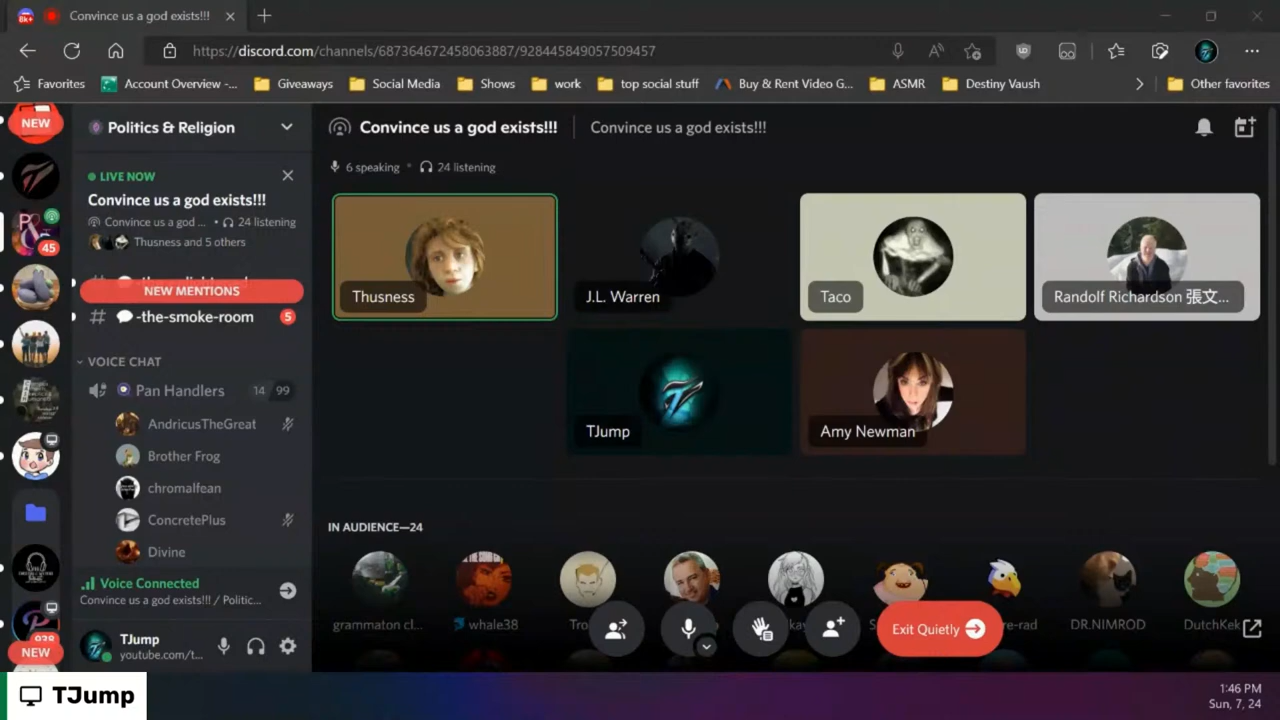 8k+
Convince us a god exists!!!
https://discord.com/channels/687364672458063887/928445849057509457
Favorites
Account Overview -...
Giveaways
Social Media
Shows
work
top social stuff
Buy & Rent Video G...
ASMR
Destiny Vaush
Other favorites
NEW
Politics & Religion
Convince us a god exists!!!
Convince us a god exists!!!
6 speaking
24 listening
LIVE NOW
Convince us a god exists!!!
Convince us a god ... • 24 listening
Thusness and 5 others
45
NEW MENTIONS
# -the-smoke-room 5
VOICE CHAT
Pan Handlers 14 99
AndricusTheGreat
Brother Frog
chromalfean
ConcretePlus
Divine
Thusness
J.L. Warren
Taco
Randolf Richardson 張文...
TJump
Amy Newman
IN AUDIENCE—24
grammaton cl...
whale38
DR.NIMROD
DutchKek
Exit Quietly
Voice Connected
Convince us a god exists!!! / Politic...
938
NEW
TJump
youtube.com/t...
TJump
1:46 PM
Sun, 7, 24